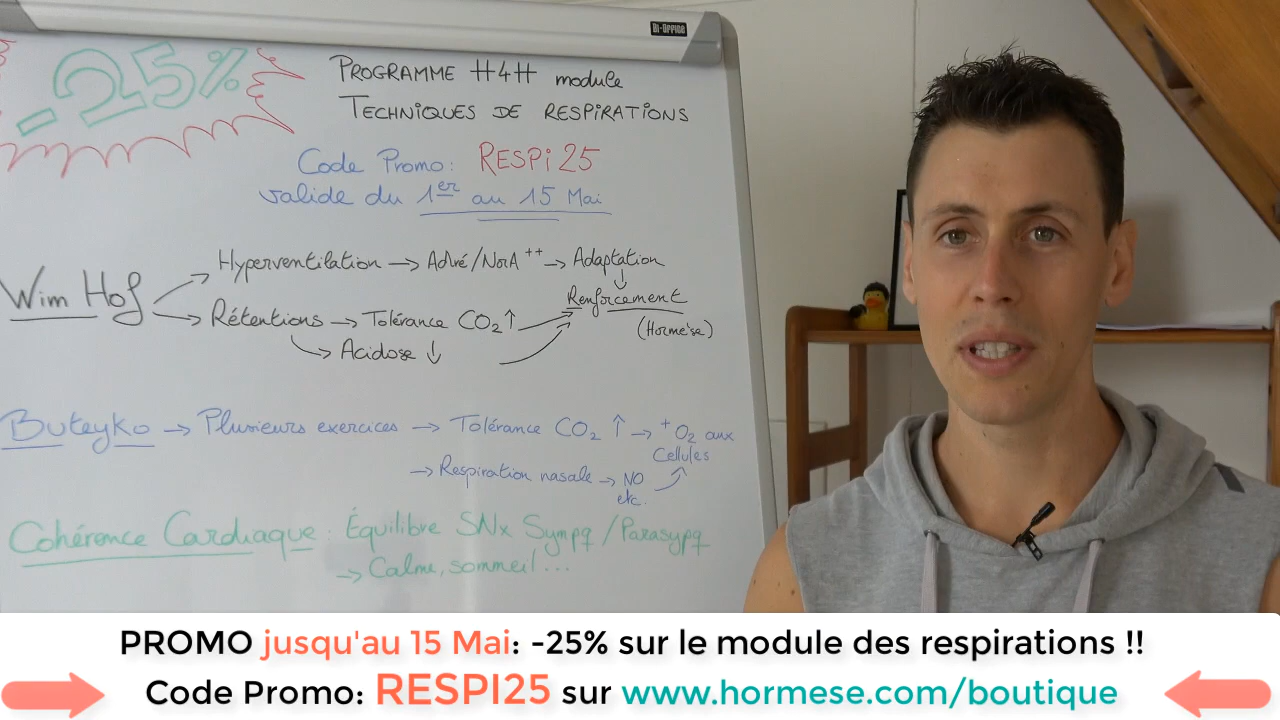 Bi-Office
-25%
PROGRAMME H4H module
TECHNIQUES DE RESPIRATIONS
Code Promo: RESPI25
valide du 1er au 15 Mai
Wim Hof
Hyperventilation → Adré/NorA ++ → Adaptation
Renforcement
(Hormèse)
Rétentions → Tolérance CO₂ ↑
→ Acidose ↓
Buteyko → Plusieurs exercices → Tolérance CO₂ ↑ → + O₂ aux
Cellules
→ Respiration nasale → NO
etc.
Cohérence Cardiaque : Équilibre SNx Sympq /Parasypq
→ Calme, sommeil...
PROMO jusqu'au 15 Mai: -25% sur le module des respirations !!
Code Promo: RESPI25 sur www.hormese.com/boutique